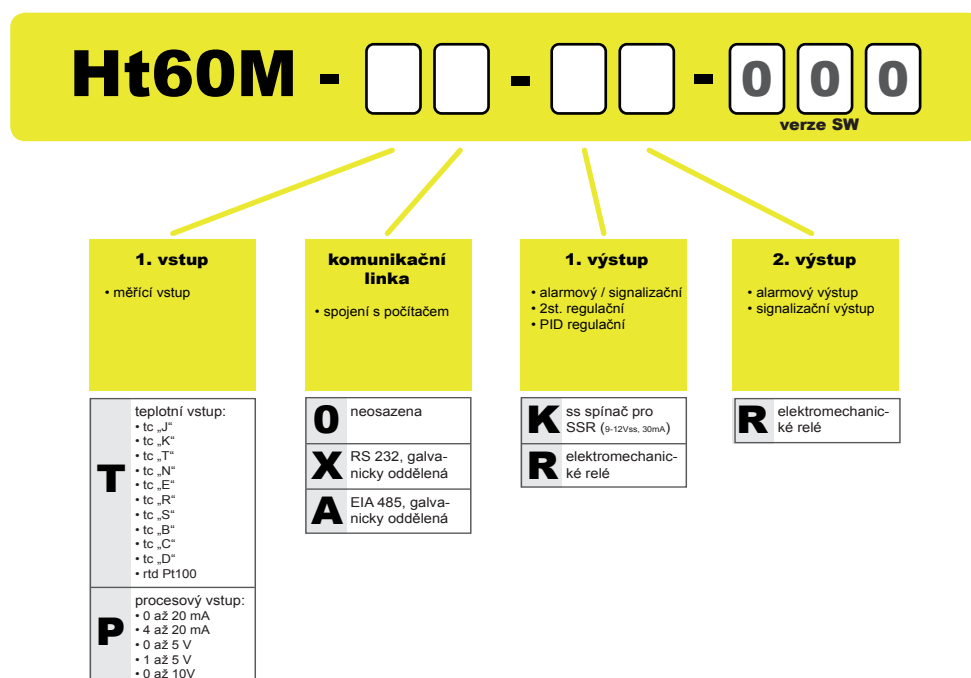 Ht60M - - - 0 0 0
verze SW
1. vstup
• měřící vstup
komunikační
linka
• spojení s počítačem
1. výstup
• alarmový / signalizační
• 2st. regulační
• PID regulační
2. výstup
• alarmový výstup
• signalizační výstup
T
teplotní vstup:
• tc „J“
• tc „K“
• tc „T“
• tc „N“
• tc „E“
• tc „R“
• tc „S“
• tc „B“
• tc „C“
• tc „D“
• rtd Pt100
P
procesový vstup:
• 0 až 20 mA
• 4 až 20 mA
• 0 až 5 V
• 1 až 5 V
• 0 až 10V
0
neosazena
X
RS 232, galva-
nicky oddělená
A
EIA 485, galva-
nicky oddělená
K
ss spínač pro
SSR (9-12Vss, 30mA)
R
elektromechanic-
ké relé
R
elektromechanic-
ké relé